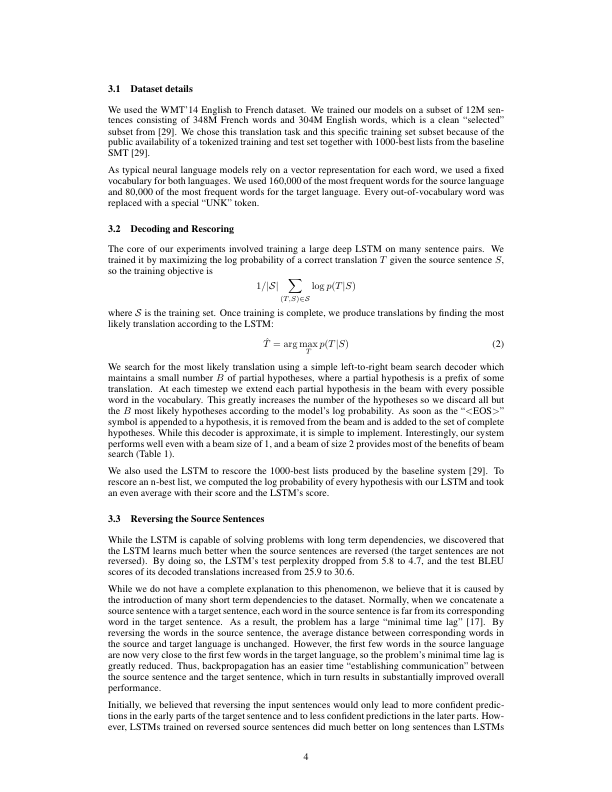 3.1 Dataset details
We used the WMT’14 English to French dataset. We trained our models on a subset of 12M sen-
tences consisting of 348M French words and 304M English words, which is a clean “selected”
subset from [29]. We chose this translation task and this specific training set subset because of the
public availability of a tokenized training and test set together with 1000-best lists from the baseline
SMT [29].
As typical neural language models rely on a vector representation for each word, we used a fixed
vocabulary for both languages. We used 160,000 of the most frequent words for the source language
and 80,000 of the most frequent words for the target language. Every out-of-vocabulary word was
replaced with a special “UNK” token.
3.2 Decoding and Rescoring
The core of our experiments involved training a large deep LSTM on many sentence pairs. We
trained it by maximizing the log probability of a correct translation T given the source sentence S,
so the training objective is
1/|𝒮| ∑ log p(T|S)
(T,S)∈𝒮
where 𝒮 is the training set. Once training is complete, we produce translations by finding the most
likely translation according to the LSTM:
T̂ = arg max p(T|S) (2)
T
We search for the most likely translation using a simple left-to-right beam search decoder which
maintains a small number B of partial hypotheses, where a partial hypothesis is a prefix of some
translation. At each timestep we extend each partial hypothesis in the beam with every possible
word in the vocabulary. This greatly increases the number of the hypotheses so we discard all but
the B most likely hypotheses according to the model’s log probability. As soon as the “<EOS>”
symbol is appended to a hypothesis, it is removed from the beam and is added to the set of complete
hypotheses. While this decoder is approximate, it is simple to implement. Interestingly, our system
performs well even with a beam size of 1, and a beam of size 2 provides most of the benefits of beam
search (Table 1).
We also used the LSTM to rescore the 1000-best lists produced by the baseline system [29]. To
rescore an n-best list, we computed the log probability of every hypothesis with our LSTM and took
an even average with their score and the LSTM’s score.
3.3 Reversing the Source Sentences
While the LSTM is capable of solving problems with long term dependencies, we discovered that
the LSTM learns much better when the source sentences are reversed (the target sentences are not
reversed). By doing so, the LSTM’s test perplexity dropped from 5.8 to 4.7, and the test BLEU
scores of its decoded translations increased from 25.9 to 30.6.
While we do not have a complete explanation to this phenomenon, we believe that it is caused by
the introduction of many short term dependencies to the dataset. Normally, when we concatenate a
source sentence with a target sentence, each word in the source sentence is far from its corresponding
word in the target sentence. As a result, the problem has a large “minimal time lag” [17]. By
reversing the words in the source sentence, the average distance between corresponding words in
the source and target language is unchanged. However, the first few words in the source language
are now very close to the first few words in the target language, so the problem’s minimal time lag is
greatly reduced. Thus, backpropagation has an easier time “establishing communication” between
the source sentence and the target sentence, which in turn results in substantially improved overall
performance.
Initially, we believed that reversing the input sentences would only lead to more confident predic-
tions in the early parts of the target sentence and to less confident predictions in the later parts. How-
ever, LSTMs trained on reversed source sentences did much better on long sentences than LSTMs
4